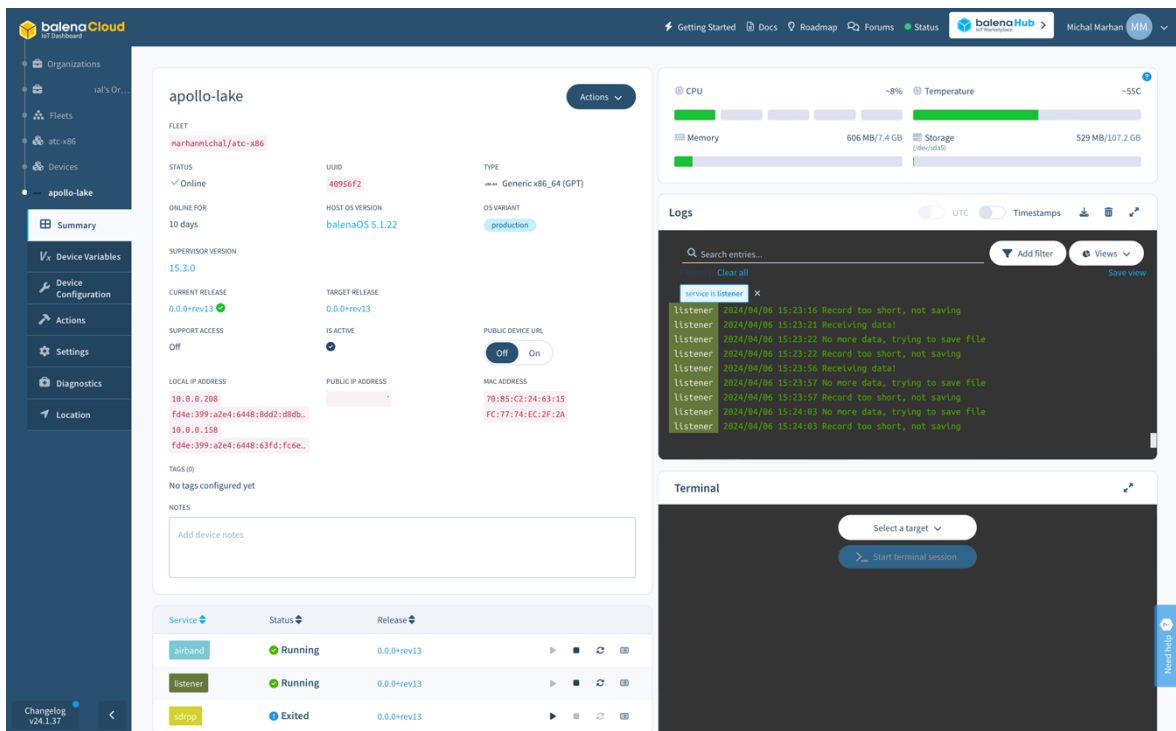 balenaCloud
IoT Dashboard
Getting Started Docs Roadmap Forums Status balenaHub Michal Marhan MM
IoT Marketplace
Organizations
ial's Or...
Fleets
atc-x86
Devices
apollo-lake
Summary
Device Variables
Device
Configuration
Actions
Settings
Diagnostics
Location
Changelog
v24.1.37
apollo-lake
Actions
FLEET
marhanmichal/atc-x86
STATUS UUID TYPE
Online 40956f2 Generic x86_64 (GPT)
ONLINE FOR HOST OS VERSION OS VARIANT
10 days balenaOS 5.1.22 production
SUPERVISOR VERSION
15.3.0
CURRENT RELEASE TARGET RELEASE
0.0.0+rev13 0.0.0+rev13
SUPPORT ACCESS IS ACTIVE PUBLIC DEVICE URL
Off Off On
LOCAL IP ADDRESS PUBLIC IP ADDRESS MAC ADDRESS
10.0.0.208 70:85:C2:24:63:15
fd4e:399:a2e4:6448:8dd2:d8db… FC:77:74:EC:2F:2A
10.0.0.158
fd4e:399:a2e4:6448:63fd:fc6e…
TAGS (0)
No tags configured yet
NOTES
Add device notes
Service Status Release
airband Running 0.0.0+rev13
listener Running 0.0.0+rev13
sdrpp Exited 0.0.0+rev13
CPU ~8% Temperature ~55C
Memory 606 MB/7.4 GB Storage 529 MB/107.2 GB
(/dev/sda5)
Logs UTC Timestamps
Search entries... Add filter Views
Clear all Save view
service is listener
listener 2024/04/06 15:23:16 Record too short, not saving
listener 2024/04/06 15:23:21 Receiving data!
listener 2024/04/06 15:23:22 No more data, trying to save file
listener 2024/04/06 15:23:22 Record too short, not saving
listener 2024/04/06 15:23:56 Receiving data!
listener 2024/04/06 15:23:57 No more data, trying to save file
listener 2024/04/06 15:23:57 Record too short, not saving
listener 2024/04/06 15:24:03 No more data, trying to save file
listener 2024/04/06 15:24:03 Record too short, not saving
Terminal
Select a target
Start terminal session
Need help